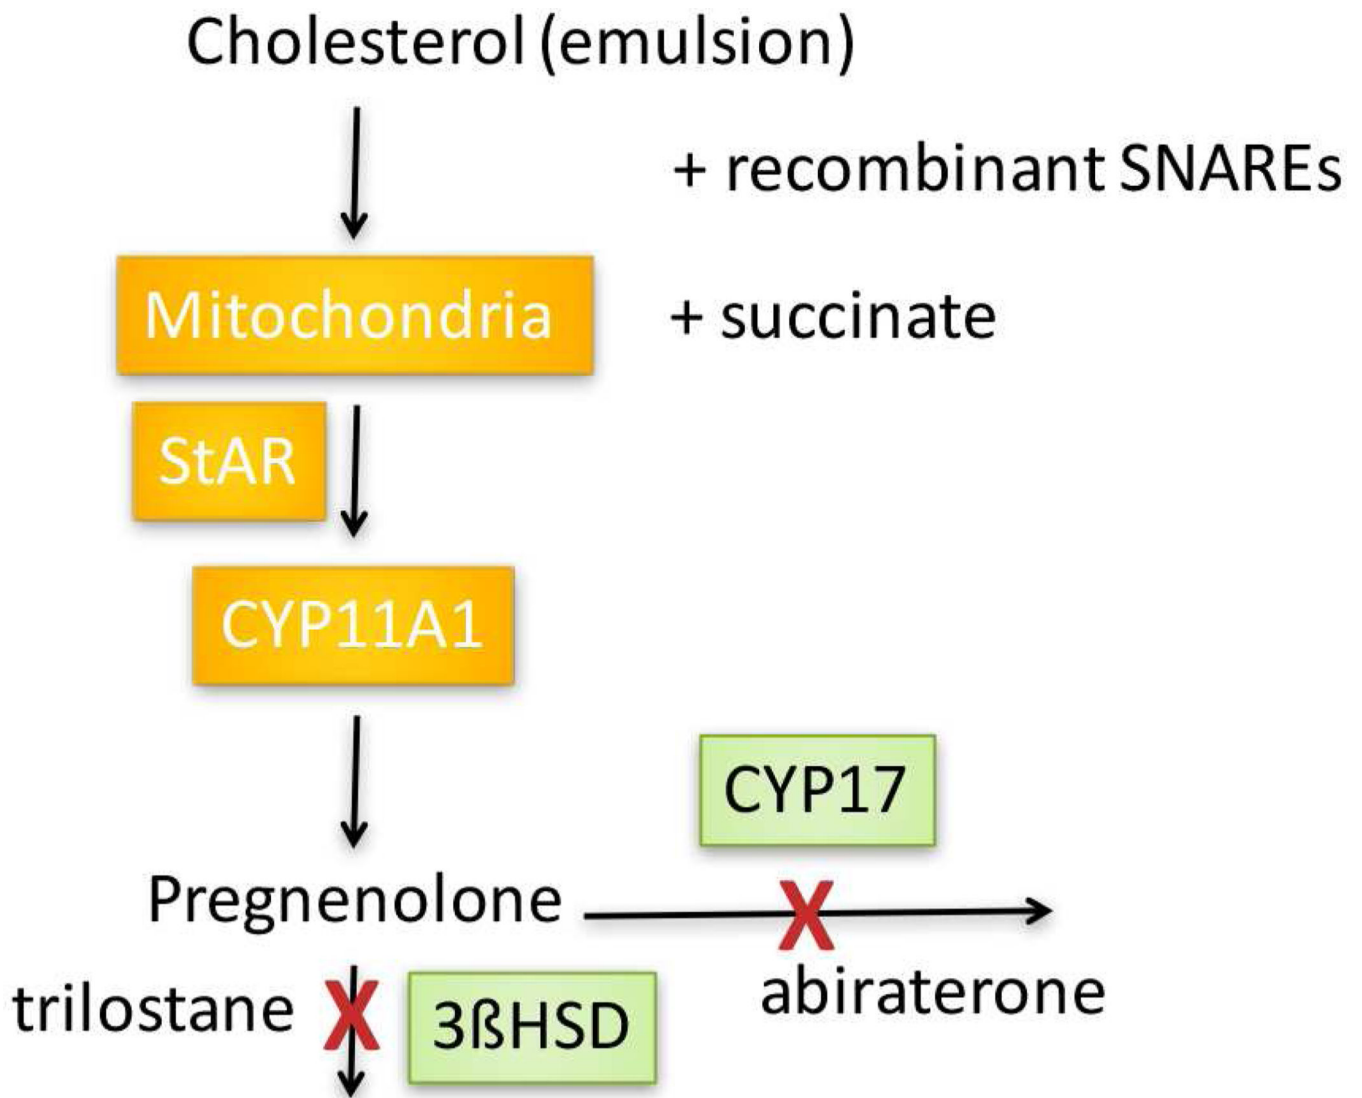 Cholesterol (emulsion)
+ recombinant SNAREs
Mitochondria
+ succinate
StAR
CYP11A1
CYP17
Pregnenolone
X
abiraterone
trilostane
X
3ßHSD